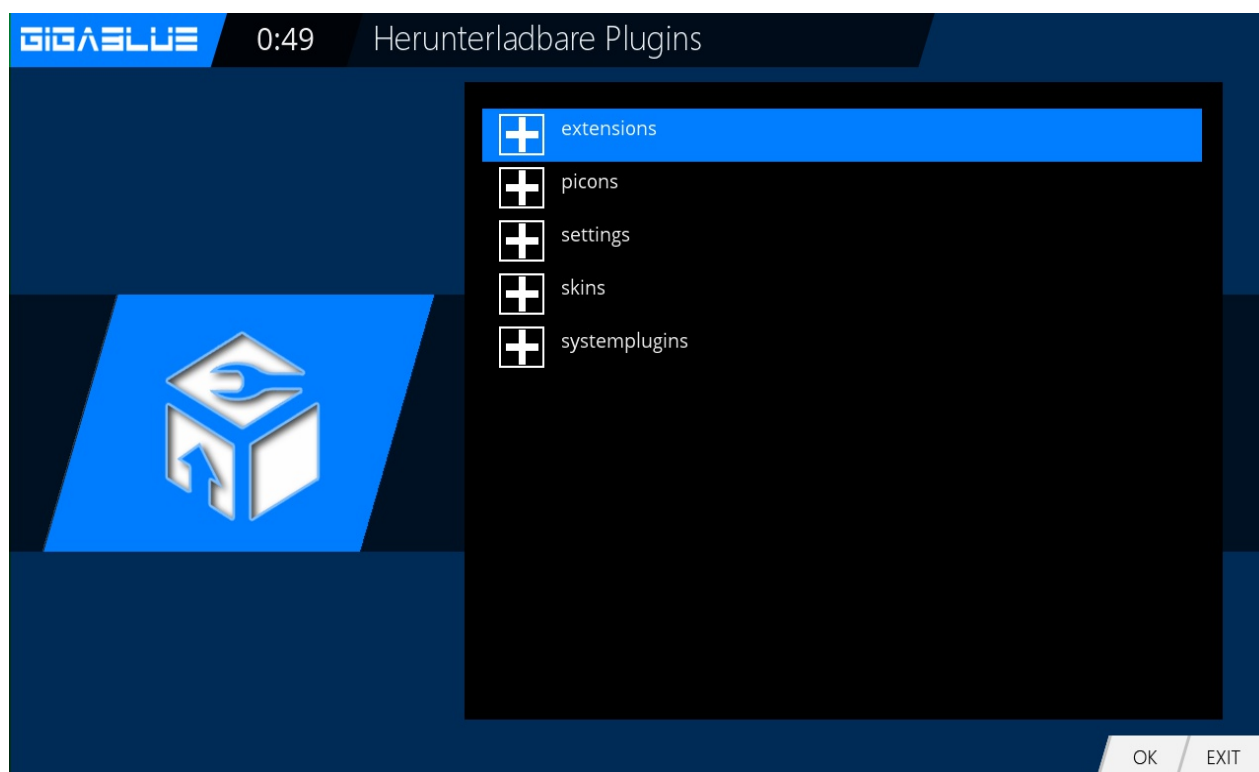 GIGABLUE 0:49 Herunterladbare Plugins
extensions
picons
settings
skins
systemplugins
OK EXIT